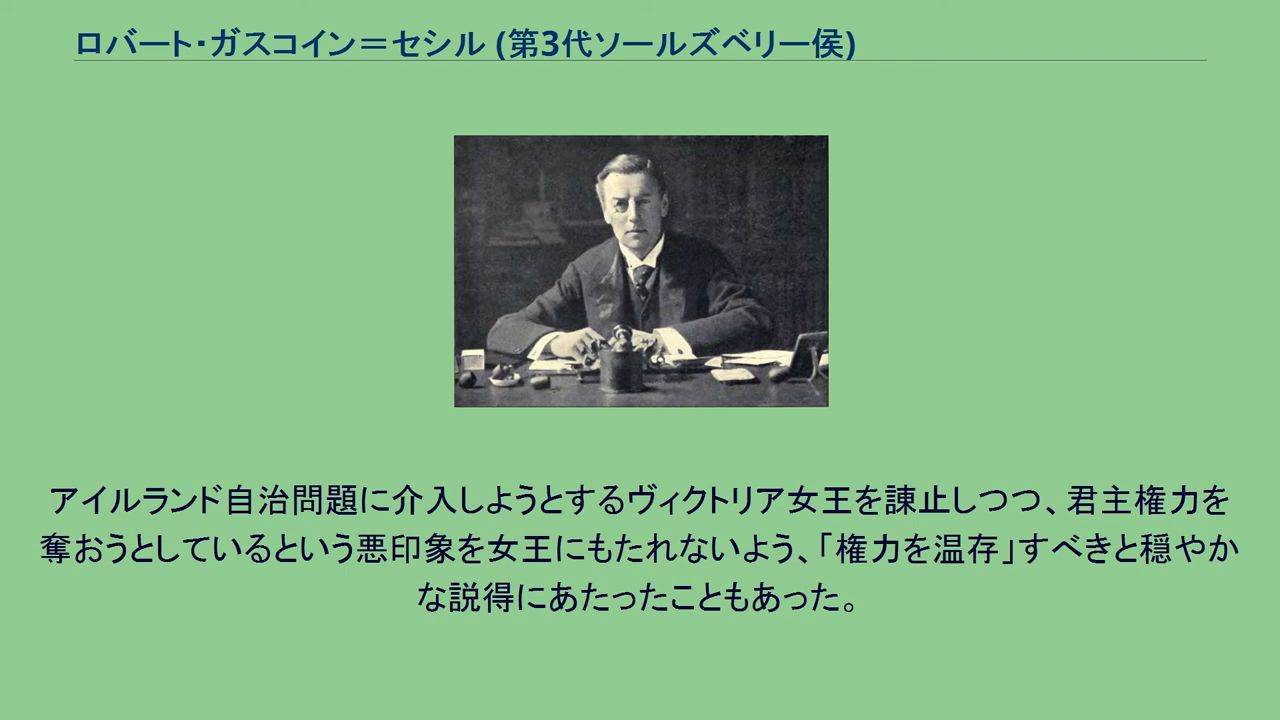 ロバート・ガスコイン＝セシル (第3代ソールズベリー侯)
アイルランド自治問題に介入しようとするヴィクトリア女王を諌止しつつ、君主権力を
奪おうとしているという悪印象を女王にもたれないよう、「権力を温存」すべきと穏やか
な説得にあたったこともあった。